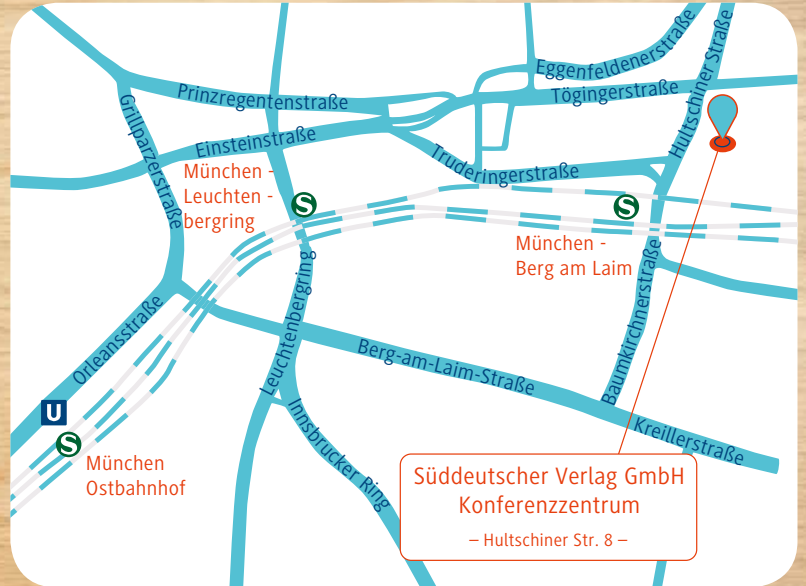 Eggenfeldenerstraße
Hultschiner Straße
Prinzregentenstraße
Tögingerstraße
Grillparzerstraße
Einsteinstraße
Truderingerstraße
München -
Leuchten -
bergring
S
S
München -
Berg am Laim
Leuchtenbergring
Baumkirchnerstraße
Orleansstraße
Berg-am-Laim-Straße
Innsbrucker Ring
Kreillerstraße
U
S
München
Ostbahnhof
Süddeutscher Verlag GmbH
Konferenzzentrum
– Hultschiner Str. 8 –